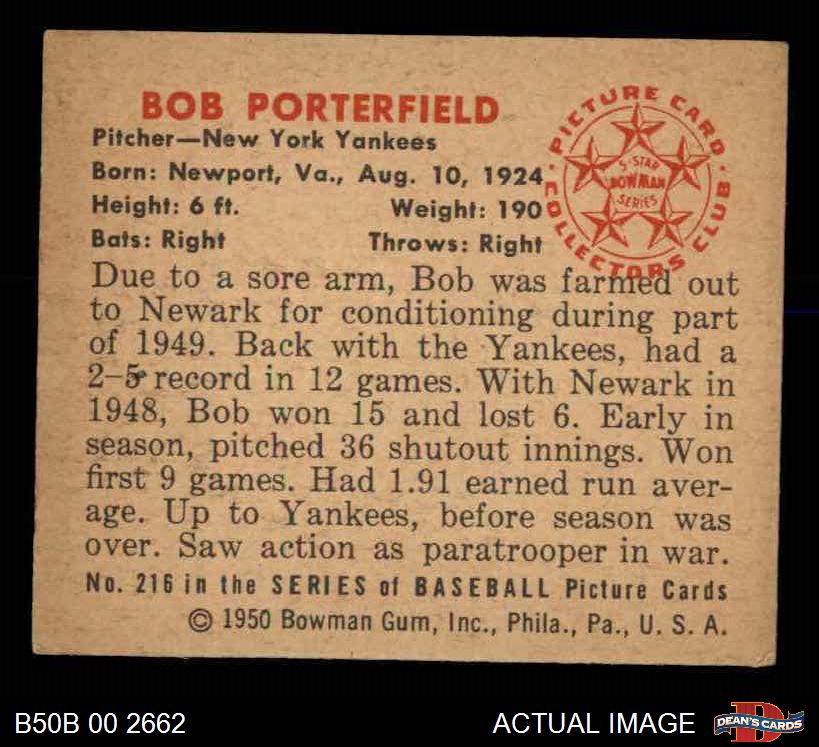 BOB PORTERFIELD
Pitcher—New York Yankees
Born: Newport, Va., Aug. 10, 1924
Height: 6 ft. Weight: 190
Bats: Right Throws: Right
PICTURE CARD
COLLECTORS CLUB
5-STAR
BOWMAN
SERIES
Due to a sore arm, Bob was farmed out
to Newark for conditioning during part
of 1949. Back with the Yankees, had a
2–5 record in 12 games. With Newark in
1948, Bob won 15 and lost 6. Early in
season, pitched 36 shutout innings. Won
first 9 games. Had 1.91 earned run aver-
age. Up to Yankees, before season was
over. Saw action as paratrooper in war.
No. 216 in the SERIES of BASEBALL Picture Cards
© 1950 Bowman Gum, Inc., Phila., Pa., U. S. A.
B50B 00 2662 ACTUAL IMAGE
DEAN'S CARDS